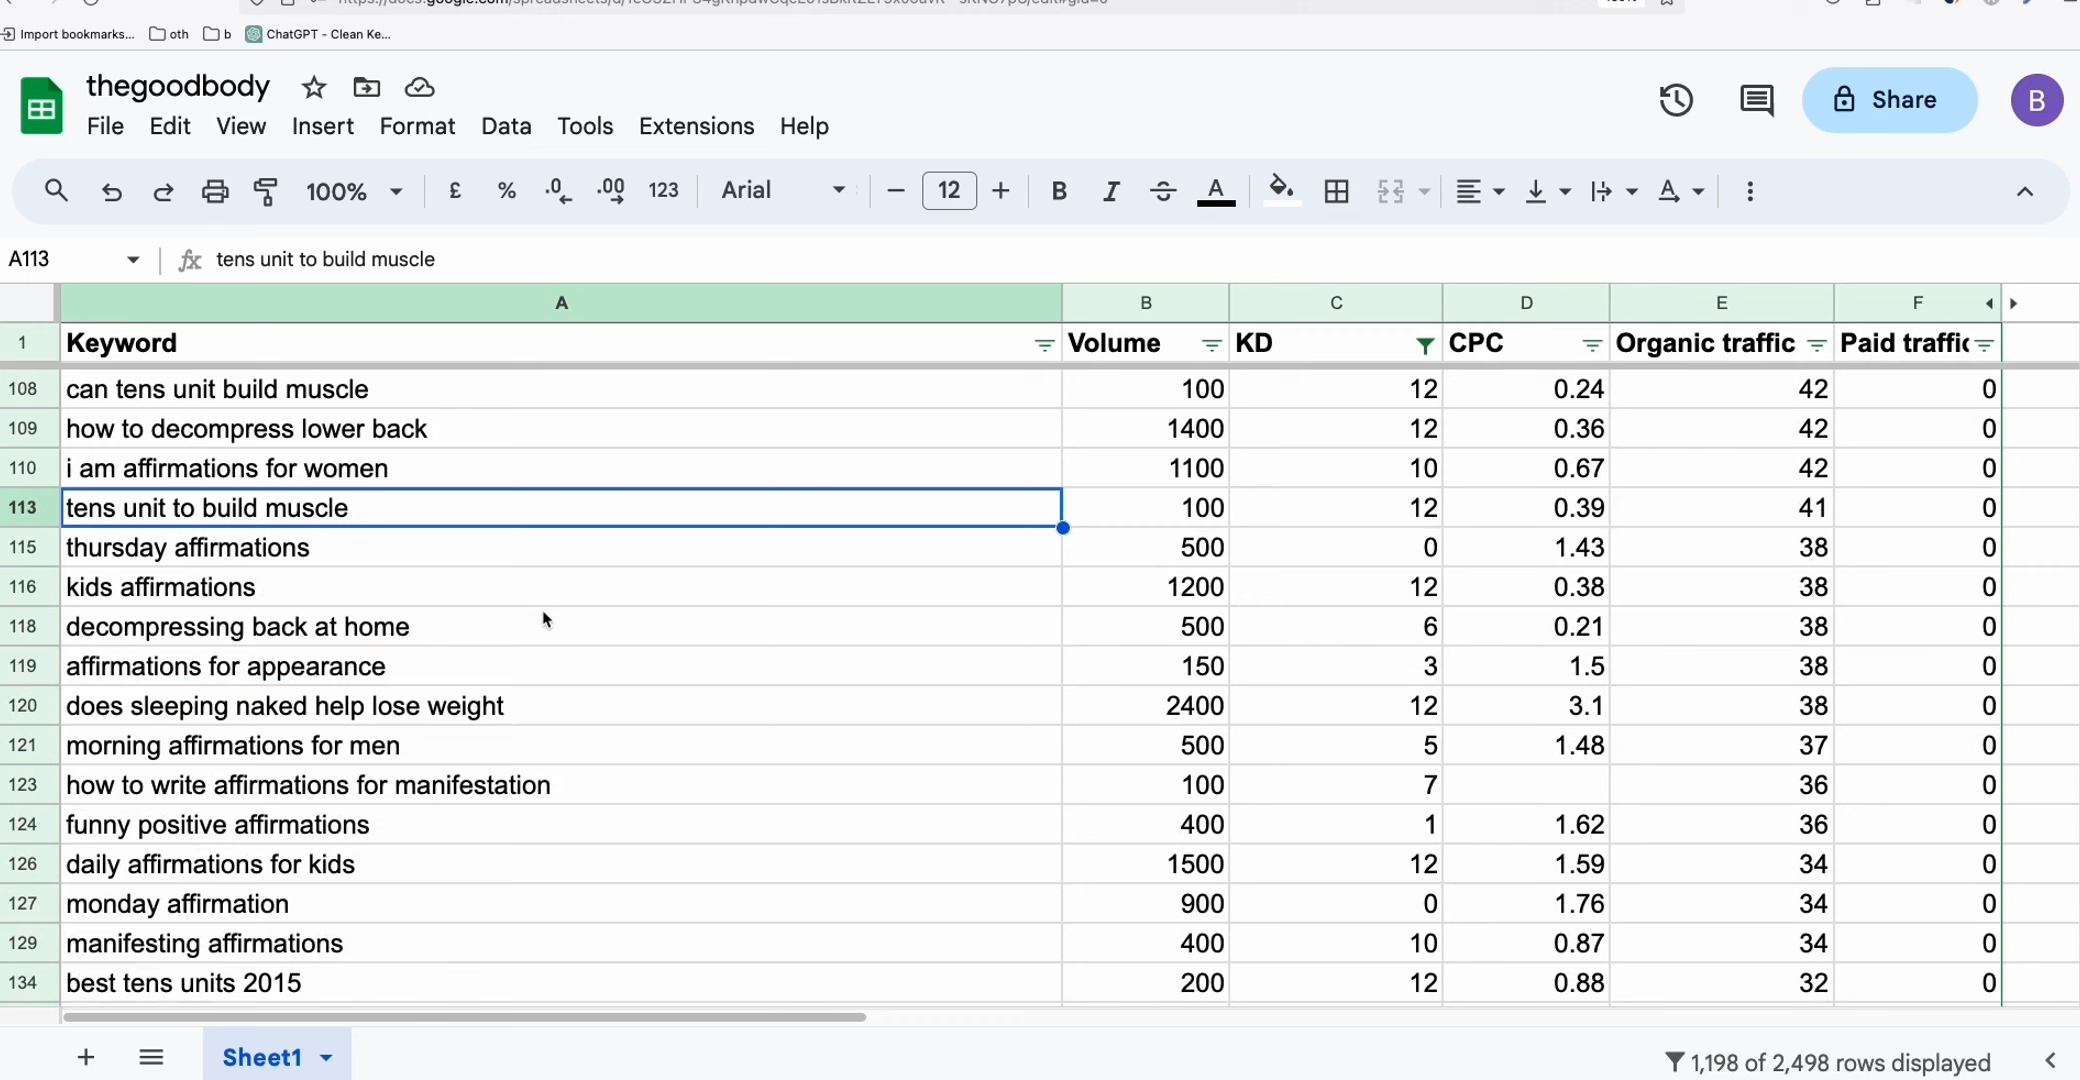 Import bookmarks... oth b ChatGPT - Clean Ke...
thegoodbody
File Edit View Insert Format Data Tools Extensions Help
Share
B
100% £ % .0 .00 123 Arial 12 B I A
A113 fx tens unit to build muscle
A B C D E F
1 Keyword Volume KD CPC Organic traffic Paid traffic
108 can tens unit build muscle 100 12 0.24 42 0
109 how to decompress lower back 1400 12 0.36 42 0
110 i am affirmations for women 1100 10 0.67 42 0
113 tens unit to build muscle 100 12 0.39 41 0
115 thursday affirmations 500 0 1.43 38 0
116 kids affirmations 1200 12 0.38 38 0
118 decompressing back at home 500 6 0.21 38 0
119 affirmations for appearance 150 3 1.5 38 0
120 does sleeping naked help lose weight 2400 12 3.1 38 0
121 morning affirmations for men 500 5 1.48 37 0
123 how to write affirmations for manifestation 100 7 36 0
124 funny positive affirmations 400 1 1.62 36 0
126 daily affirmations for kids 1500 12 1.59 34 0
127 monday affirmation 900 0 1.76 34 0
129 manifesting affirmations 400 10 0.87 34 0
134 best tens units 2015 200 12 0.88 32 0
Sheet1 1,198 of 2,498 rows displayed